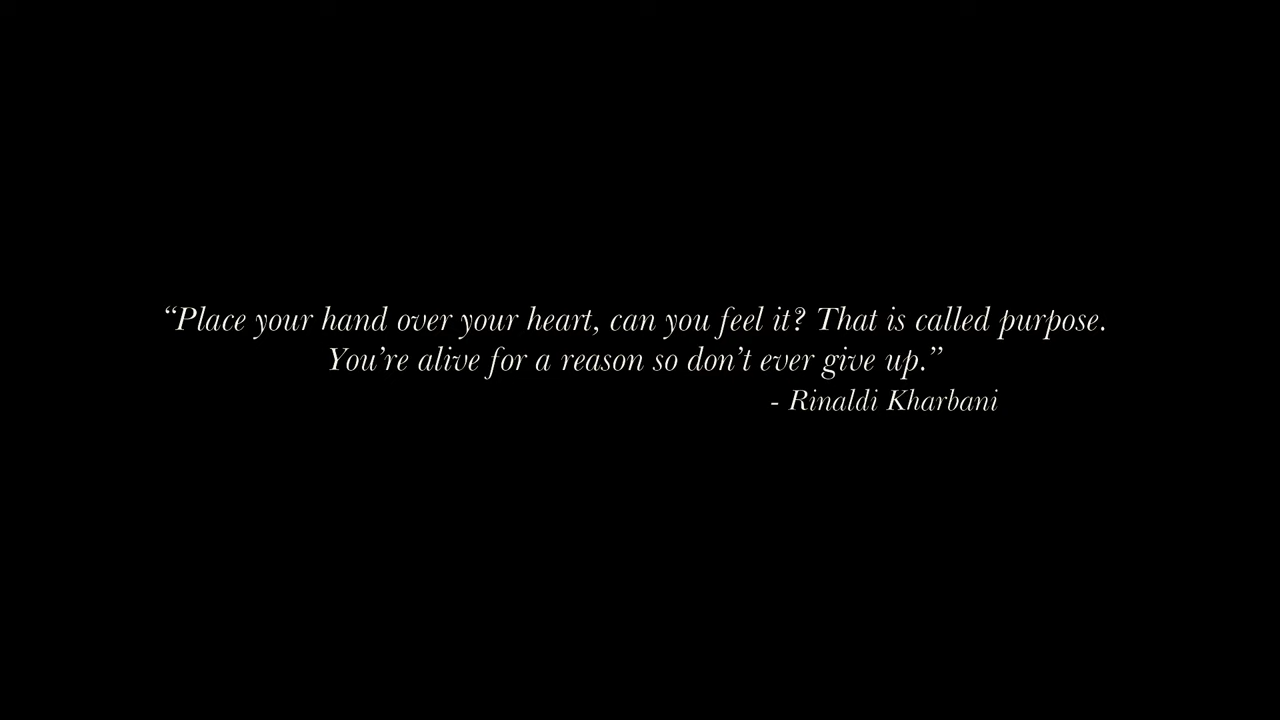 “Place your hand over your heart, can you feel it? That is called purpose.
You’re alive for a reason so don’t ever give up.”
- Rinaldi Kharbani